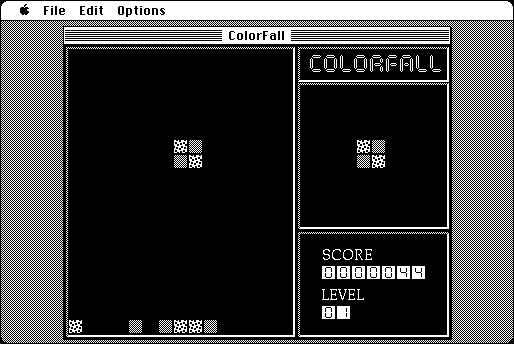 File Edit Options
ColorFall
COLORFALL
SCORE
0000044
LEVEL
01